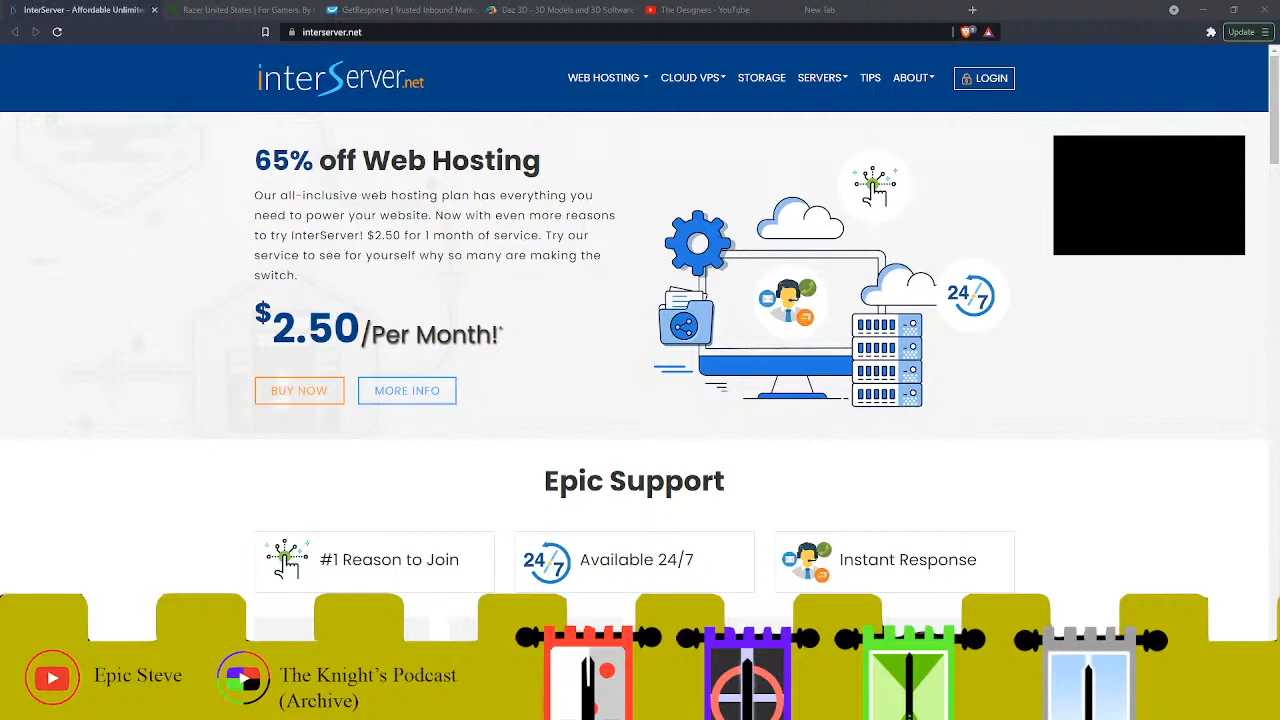 InterServer - Affordable Unlimite
Razer United States | For Gamers. By
GetResponse | Trusted Inbound Mark
Daz 3D - 3D Models and 3D Software
The Designers - YouTube
New Tab
interserver.net
Update
interServer.net
WEB HOSTING
CLOUD VPS
STORAGE
SERVERS
TIPS
ABOUT
LOGIN
65% off Web Hosting
Our all-inclusive web hosting plan has everything you
need to power your website. Now with even more reasons
to try InterServer! $2.50 for 1 month of service. Try our
service to see for yourself why so many are making the
switch.
$2.50/Per Month!*
BUY NOW
MORE INFO
24/7
Epic Support
#1 Reason to Join
24/7
Available 24/7
Instant Response
Epic Steve
The Knight's Podcast
(Archive)